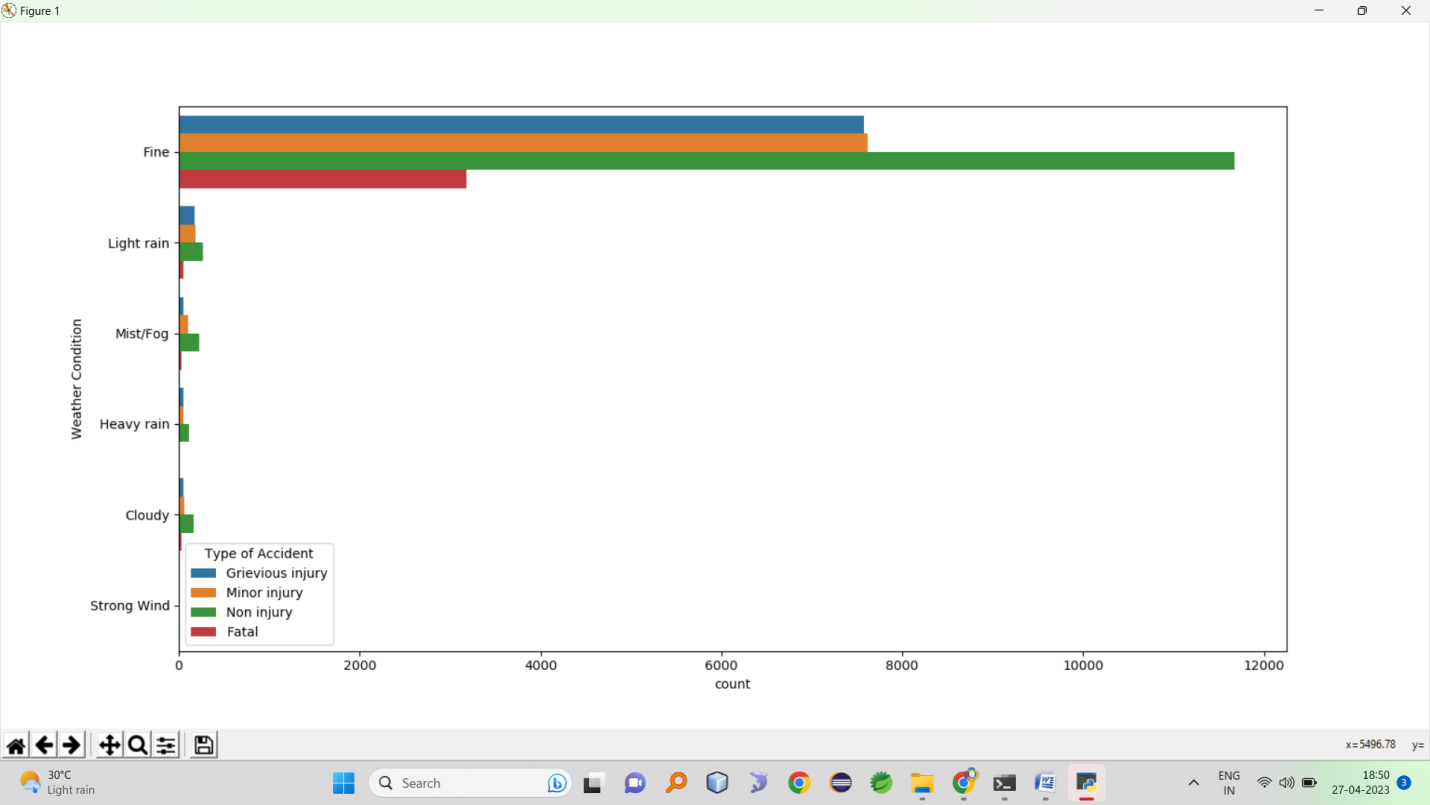 Figure 1
Fine
Light rain
Mist/Fog
Heavy rain
Cloudy
Strong Wind
Weather Condition
Type of Accident
Grievious injury
Minor injury
Non injury
Fatal
0 2000 4000 6000 8000 10000 12000
count
x=5496.78 y=
30°C
Light rain
Search
ENG
IN
18:50
27-04-2023
3